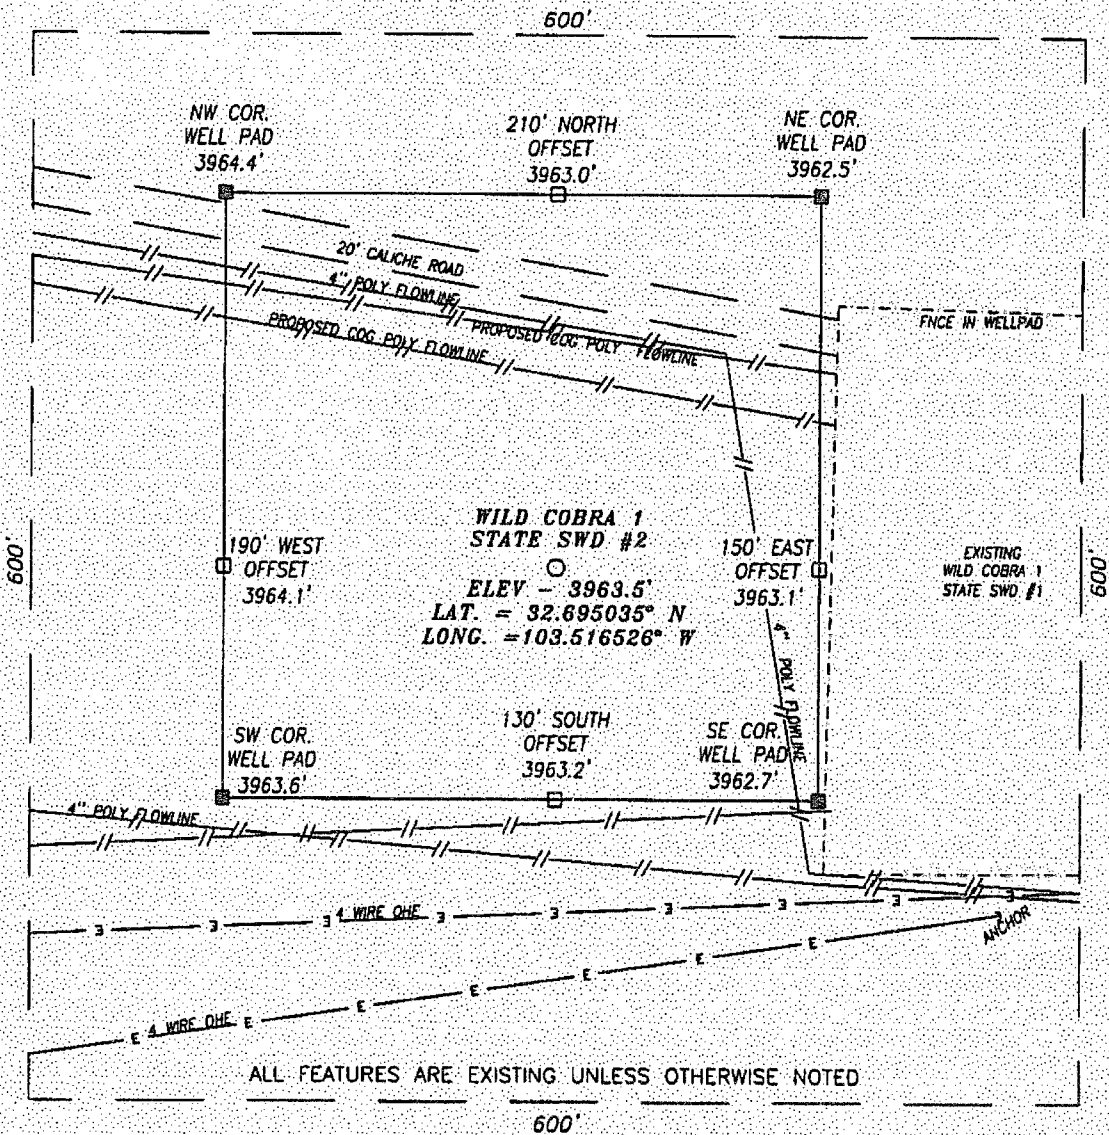 600'
NW COR.
WELL PAD
3964.4'
210' NORTH
OFFSET
3963.0'
NE COR.
WELL PAD
3962.5'
20' CALICHE ROAD
4" POLY FLOWLINE
PROPOSED COG POLY FLOWLINE
PROPOSED COG POLY FLOWLINE
FNCE IN WELLPAD
600'
190' WEST
OFFSET
3964.1'
WILD COBRA 1
STATE SWD #2
ELEV - 3963.5'
LAT. = 32.695035° N
LONG. =103.516526° W
150' EAST
OFFSET
3963.1'
EXISTING
WILD COBRA 1
STATE SWD #1
600'
4" POLY FLOWLINE
SW COR.
WELL PAD
3963.6'
130' SOUTH
OFFSET
3963.2'
SE COR.
WELL PAD
3962.7'
4" POLY FLOWLINE
4 WIRE OHE
ANCHOR
E 4 WIRE OHE E E E E E E
ALL FEATURES ARE EXISTING UNLESS OTHERWISE NOTED
600'